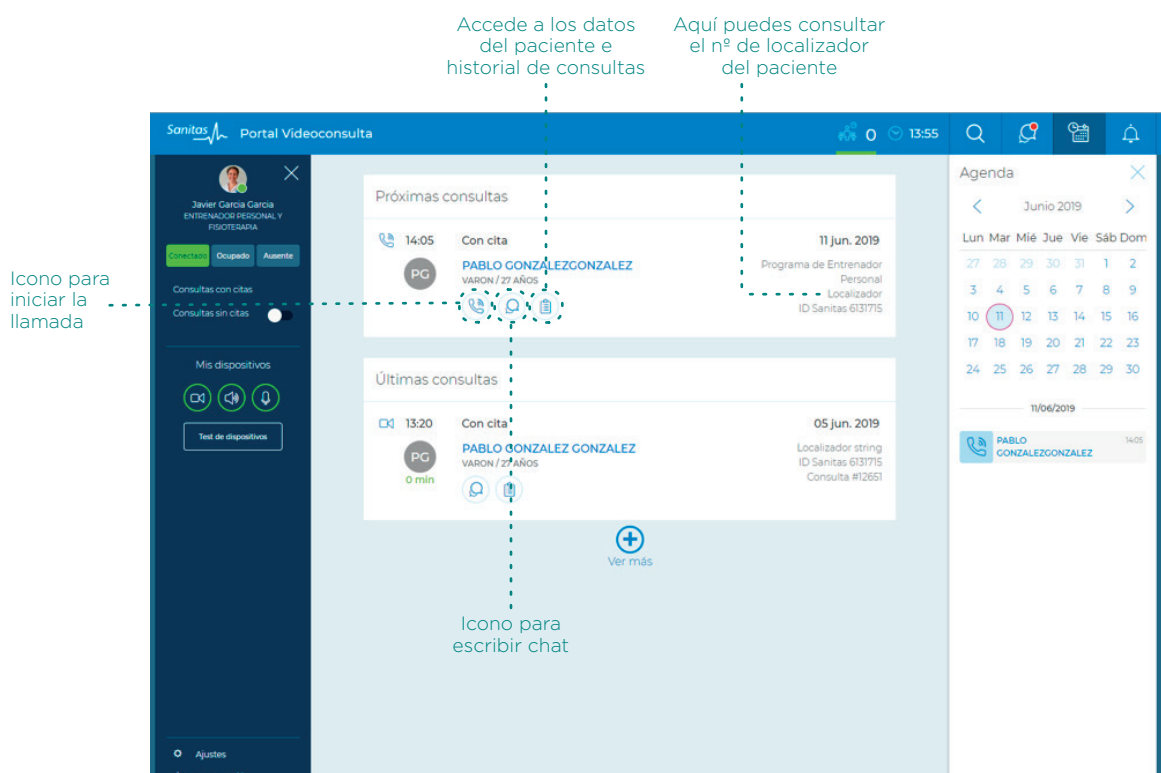 Accede a los datos
del paciente e
historial de consultas
Aquí puedes consultar
el nº de localizador
del paciente
Icono para
iniciar la
llamada
Sanitas Portal Videoconsulta
0 13:55
Javier Garcia Garcia
ENTRENADOR PERSONAL Y
FISIOTERAPIA
Conectado Ocupado Ausente
Consultas con citas
Consultas sin citas
Mis dispositivos
Test de dispositivos
Ajustes
Próximas consultas
14:05 Con cita 11 jun. 2019
PG
PABLO GONZALEZGONZALEZ
VARON / 27 AÑOS
Programa de Entrenador
Personal
Localizador
ID Sanitas 6131715
Últimas consultas
13:20 Con cita 05 jun. 2019
PG
0 min
PABLO GONZALEZ GONZALEZ
VARON / 27 AÑOS
Localizador string
ID Sanitas 6131715
Consulta #12651
Ver más
Icono para
escribir chat
Agenda
Junio 2019
Lun Mar Mié Jue Vie Sáb Dom
27 28 29 30 31 1 2
3 4 5 6 7 8 9
10 11 12 13 14 15 16
17 18 19 20 21 22 23
24 25 26 27 28 29 30
11/06/2019
PABLO 14:05
GONZALEZGONZALEZ